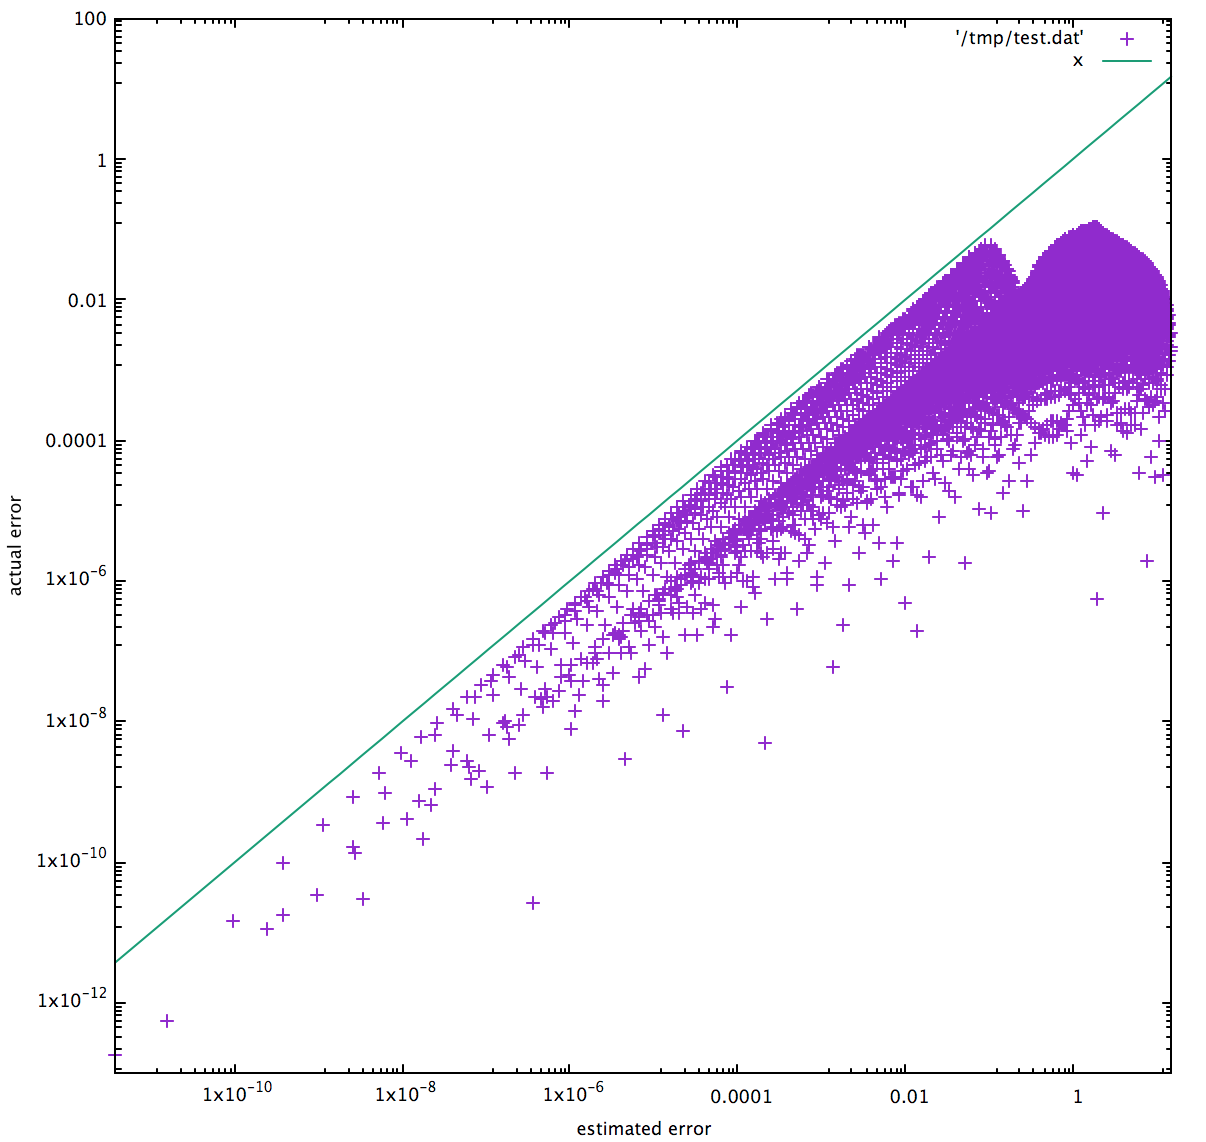 100
'/tmp/test.dat'
x
1
0.01
0.0001
actual error
1x10⁻⁶
1x10⁻⁸
1x10⁻¹⁰
1x10⁻¹²
1x10⁻¹⁰ 1x10⁻⁸ 1x10⁻⁶ 0.0001 0.01 1
estimated error